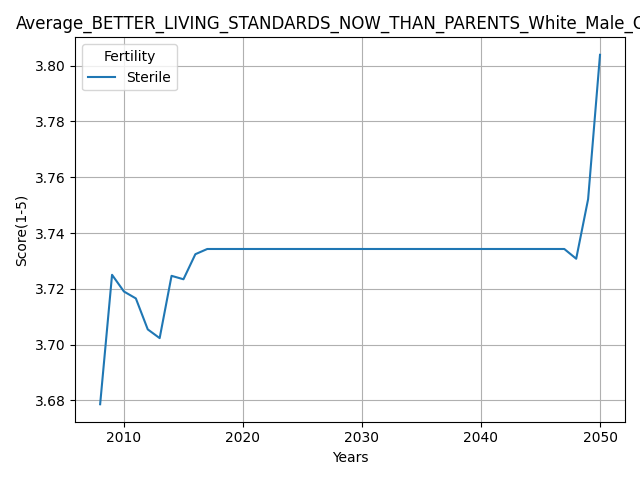 Average_BETTER_LIVING_STANDARDS_NOW_THAN_PARENTS_White_Male_
Fertility
Sterile
3.80
3.78
3.76
3.74
3.72
3.70
3.68
Score(1-5)
2010 2020 2030 2040 2050
Years